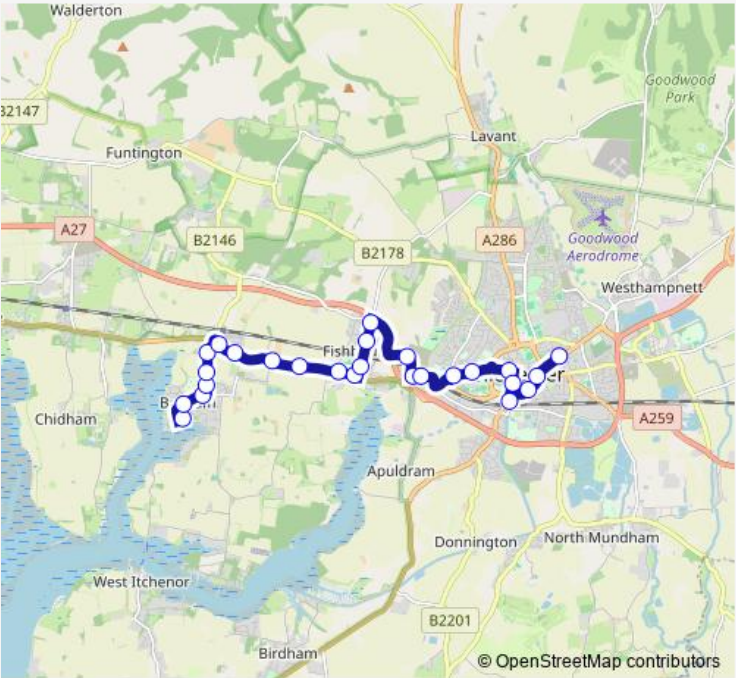 Walderton
Goodwood
Park
B2147
Lavant
Funtington
A27
B2146
B2178
A286
Goodwood
Aerodrome
Westhampnett
Chidham
A259
Apuldram
Donnington
North Mundham
West Itchenor
B2201
Birdham
© OpenStreetMap contributors